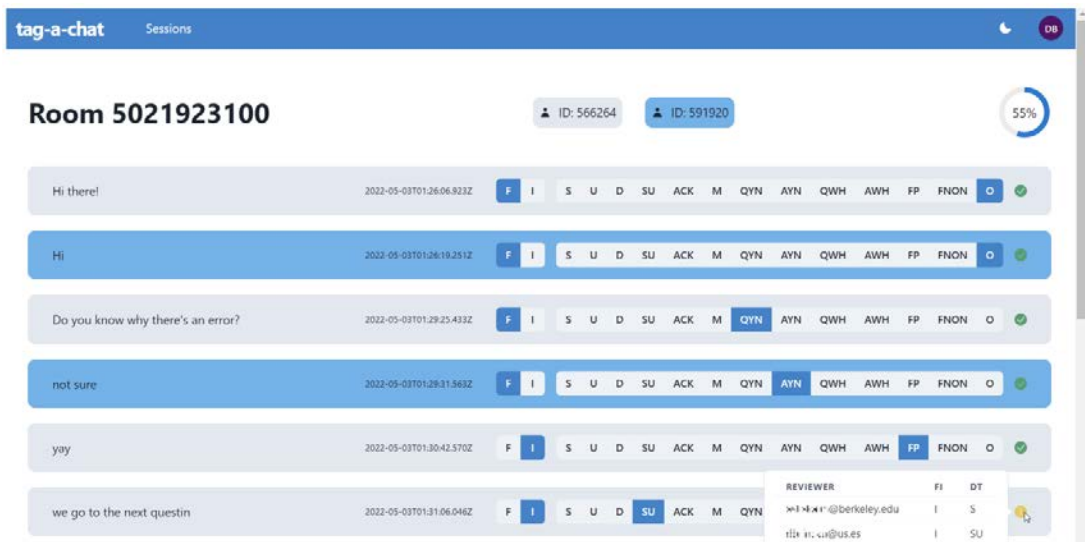 tag-a-chat Sessions DB
Room 5021923100 ID: 566264 ID: 591920 55%
Hi there! 2022-05-03T01:26:06.923Z F I S U D SU ACK M QYN AYN QWH AWH FP FNON O
Hi 2022-05-03T01:26:19.251Z F I S U D SU ACK M QYN AYN QWH AWH FP FNON O
Do you know why there's an error? 2022-05-03T01:29:25.433Z F I S U D SU ACK M QYN AYN QWH AWH FP FNON O
not sure 2022-05-03T01:29:31.563Z F I S U D SU ACK M QYN AYN QWH AWH FP FNON O
yay 2022-05-03T01:30:42.570Z F I S U D SU ACK M QYN AYN QWH AWH FP FNON O
REVIEWER FI DT
we go to the next questin 2022-05-03T01:31:06.046Z F I S U D SU ACK M QYN @berkeley.edu I S
@us.es I SU